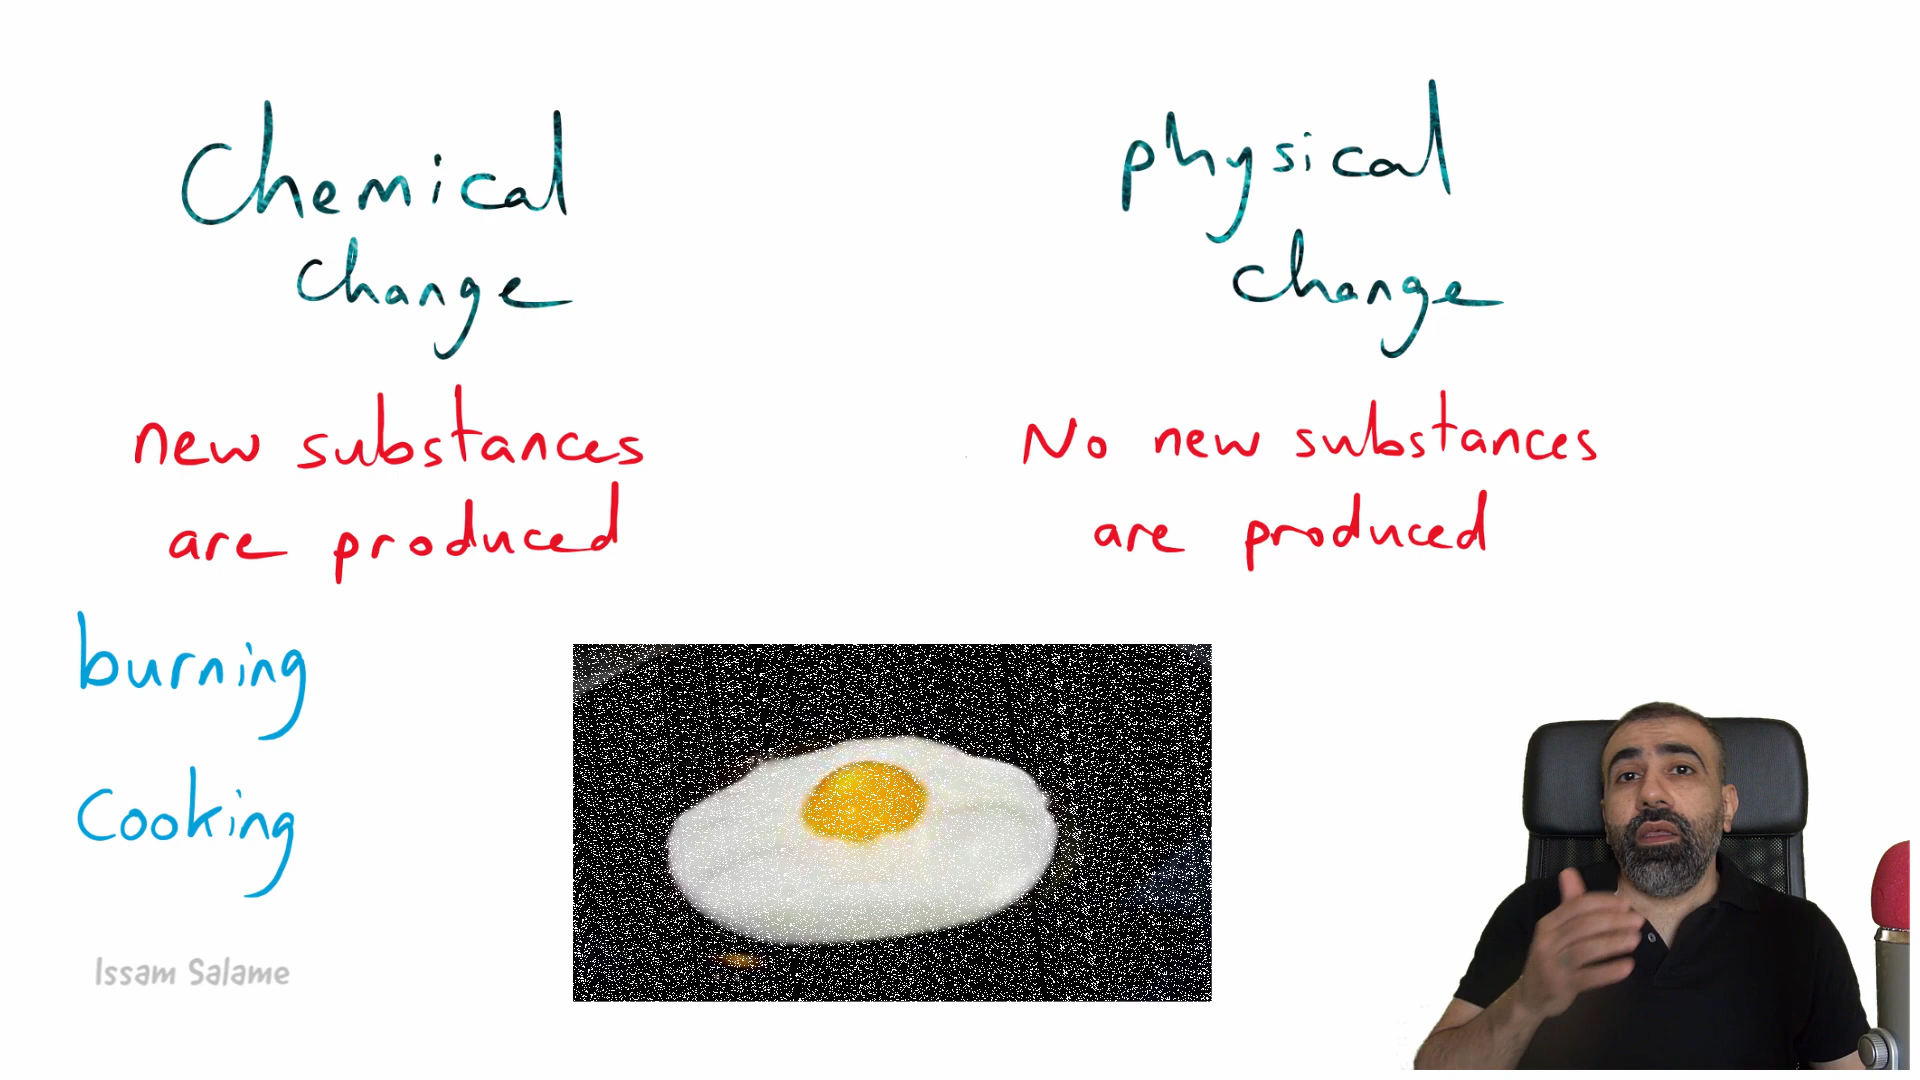 Chemical
change
new substances
are produced
burning
Cooking
Issam Salame
physical
change
No new substances
are produced